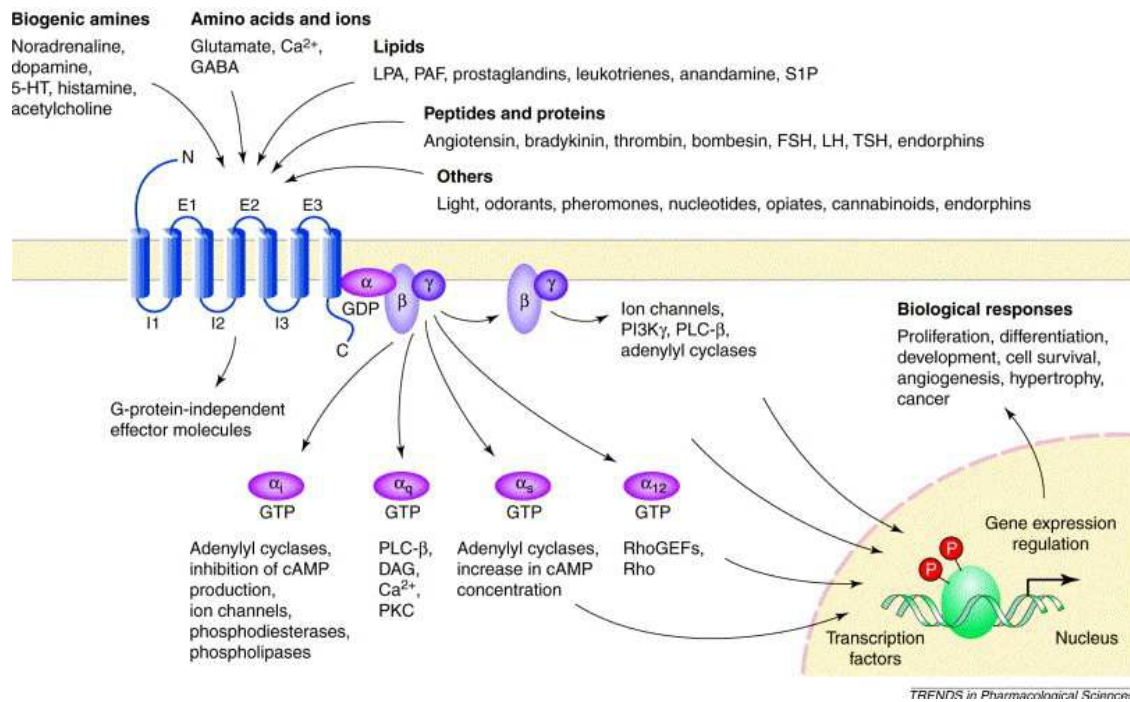 Biogenic amines
Noradrenaline,
dopamine,
5-HT, histamine,
acetylcholine
Amino acids and ions
Glutamate, Ca2+,
GABA
Lipids
LPA, PAF, prostaglandins, leukotrienes, anandamine, S1P
Peptides and proteins
Angiotensin, bradykinin, thrombin, bombesin, FSH, LH, TSH, endorphins
Others
Light, odorants, pheromones, nucleotides, opiates, cannabinoids, endorphins
N
E1
E2
E3
I1
I2
I3
C
α
GDP
β
γ
β
γ
Ion channels,
PI3Kγ, PLC-β,
adenylyl cyclases
Biological responses
Proliferation, differentiation,
development, cell survival,
angiogenesis, hypertrophy,
cancer
G-protein-independent
effector molecules
αi
GTP
αq
GTP
αs
GTP
α12
GTP
Adenylyl cyclases,
inhibition of cAMP
production,
ion channels,
phosphodiesterases,
phospholipases
PLC-β,
DAG,
Ca2+,
PKC
Adenylyl cyclases,
increase in cAMP
concentration
RhoGEFs,
Rho
Gene expression
regulation
P
P
Transcription
factors
Nucleus
TRENDS in Pharmacological Sciences